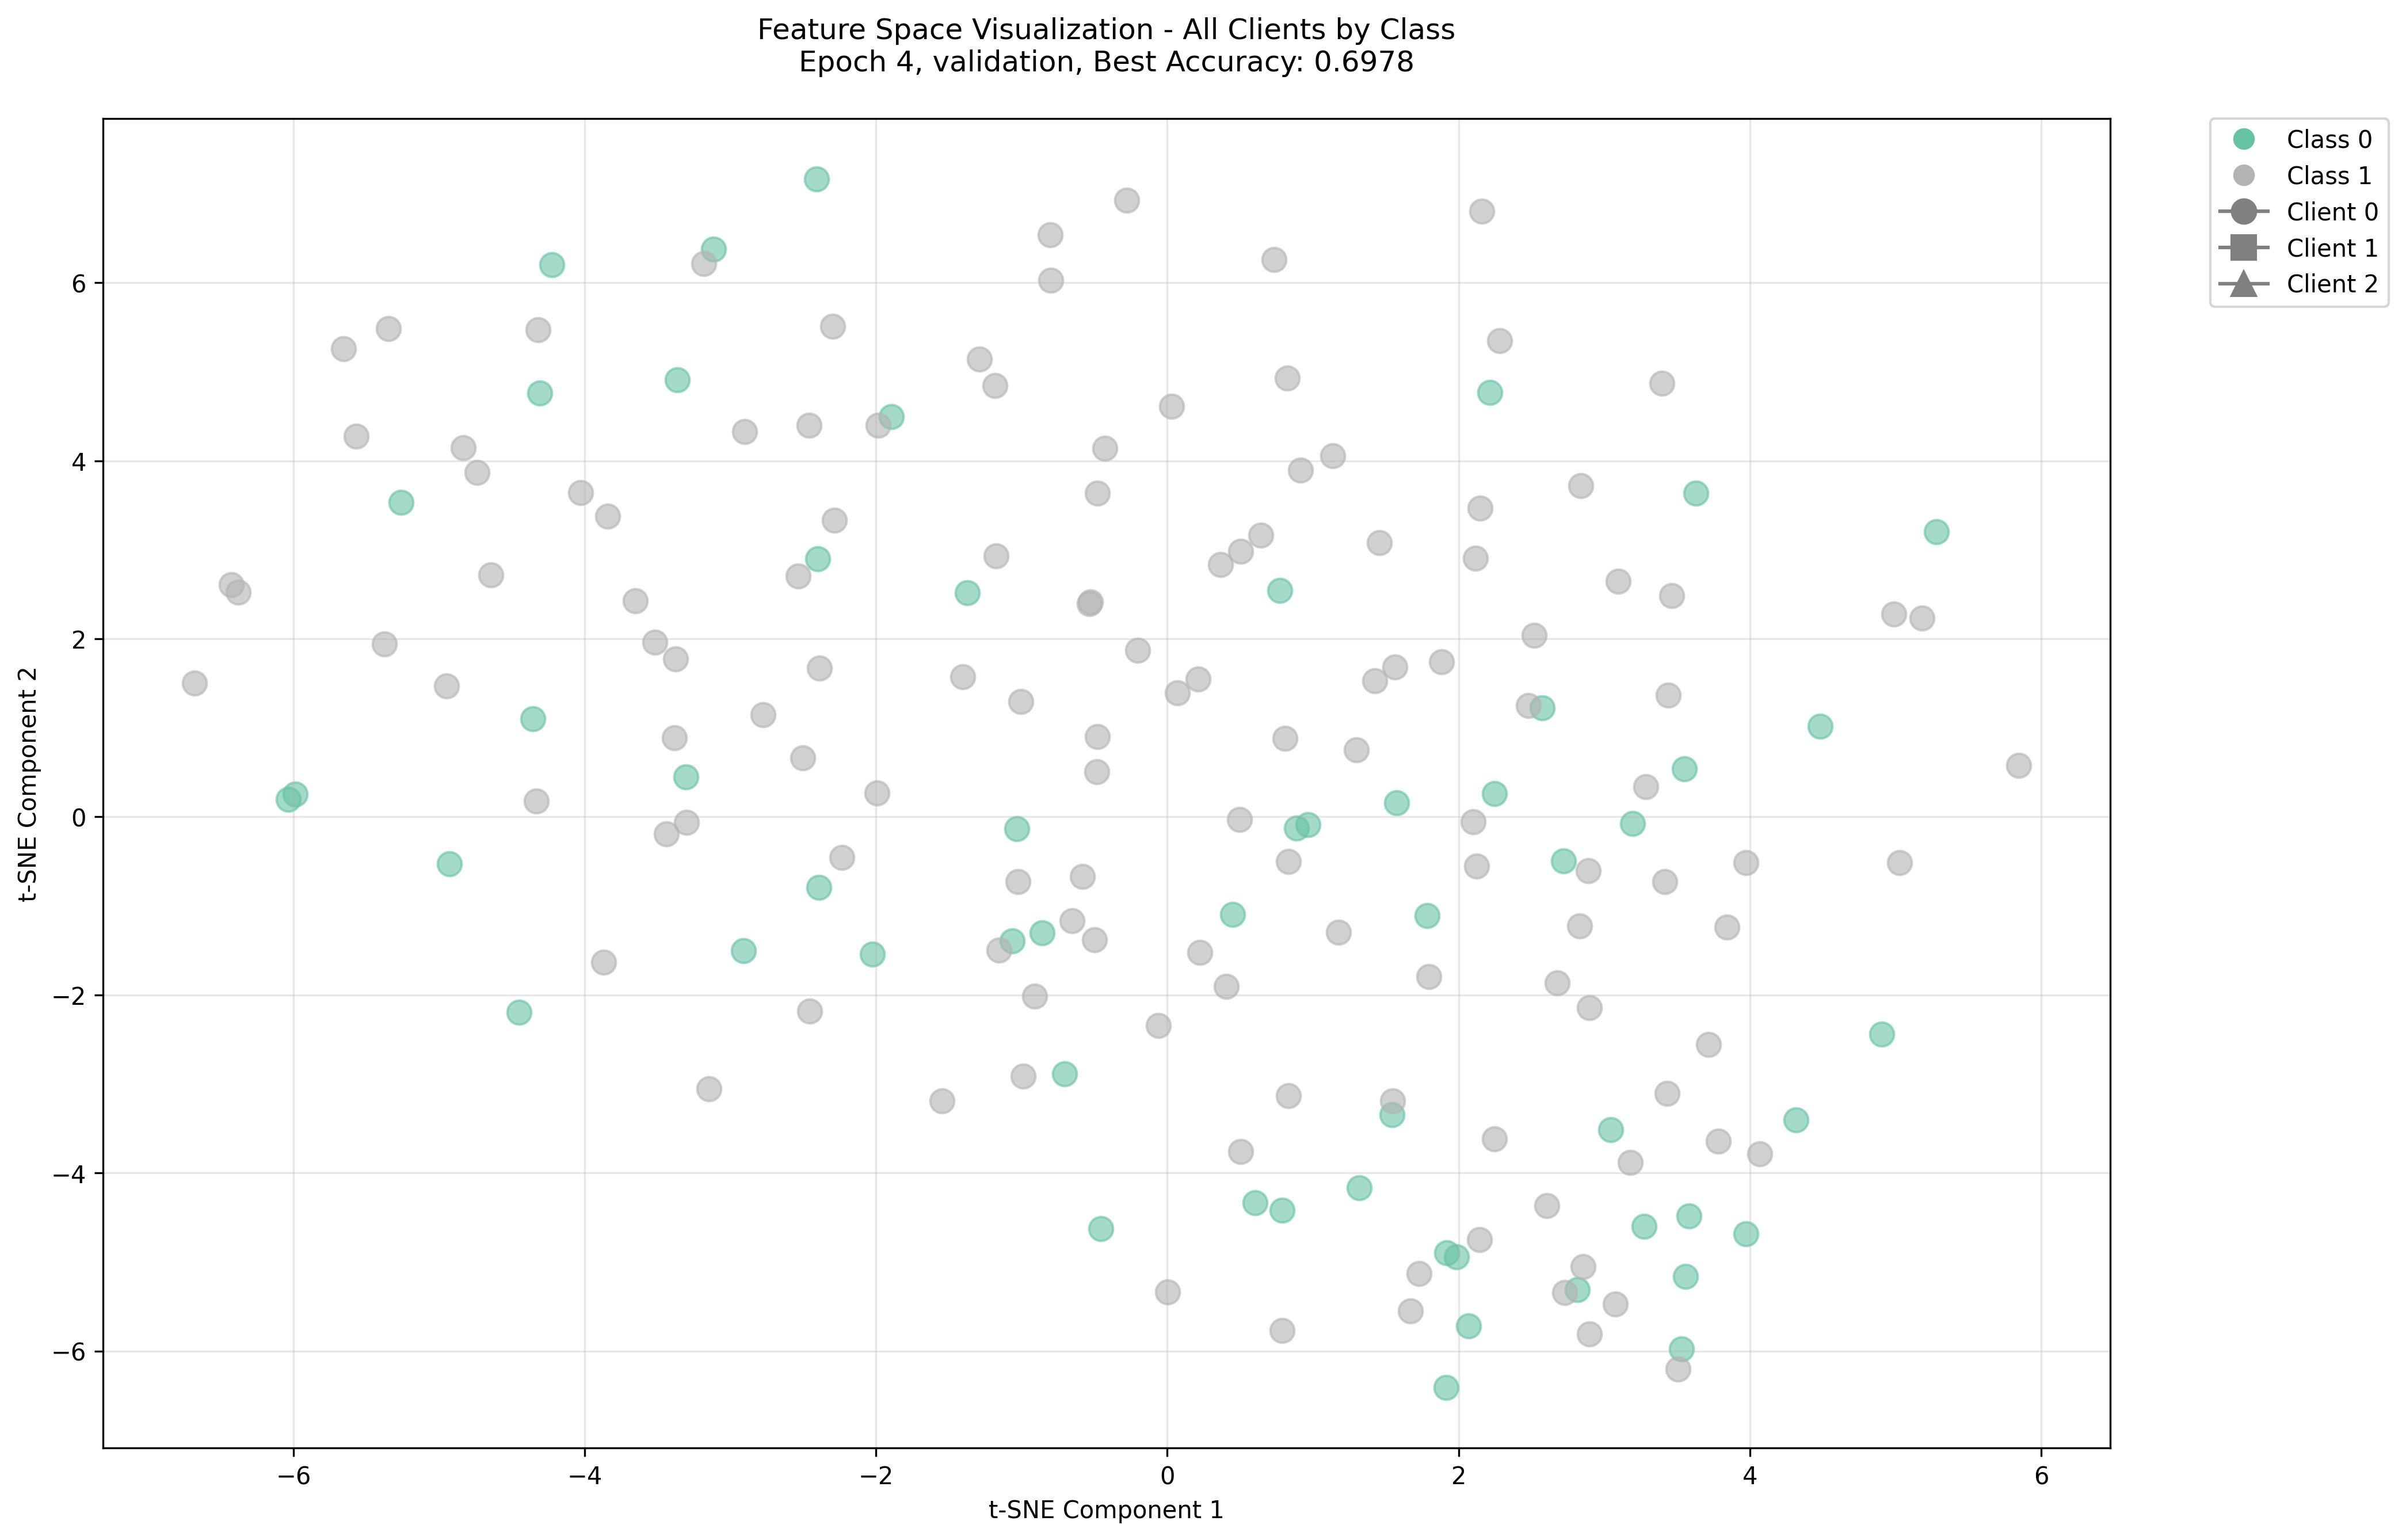 Feature Space Visualization - All Clients by Class
Epoch 4, validation, Best Accuracy: 0.6978
Class 0
Class 1
Client 0
Client 1
Client 2
6
4
2
0
−2
−4
−6
t-SNE Component 2
−6
−4
−2
0
2
4
6
t-SNE Component 1